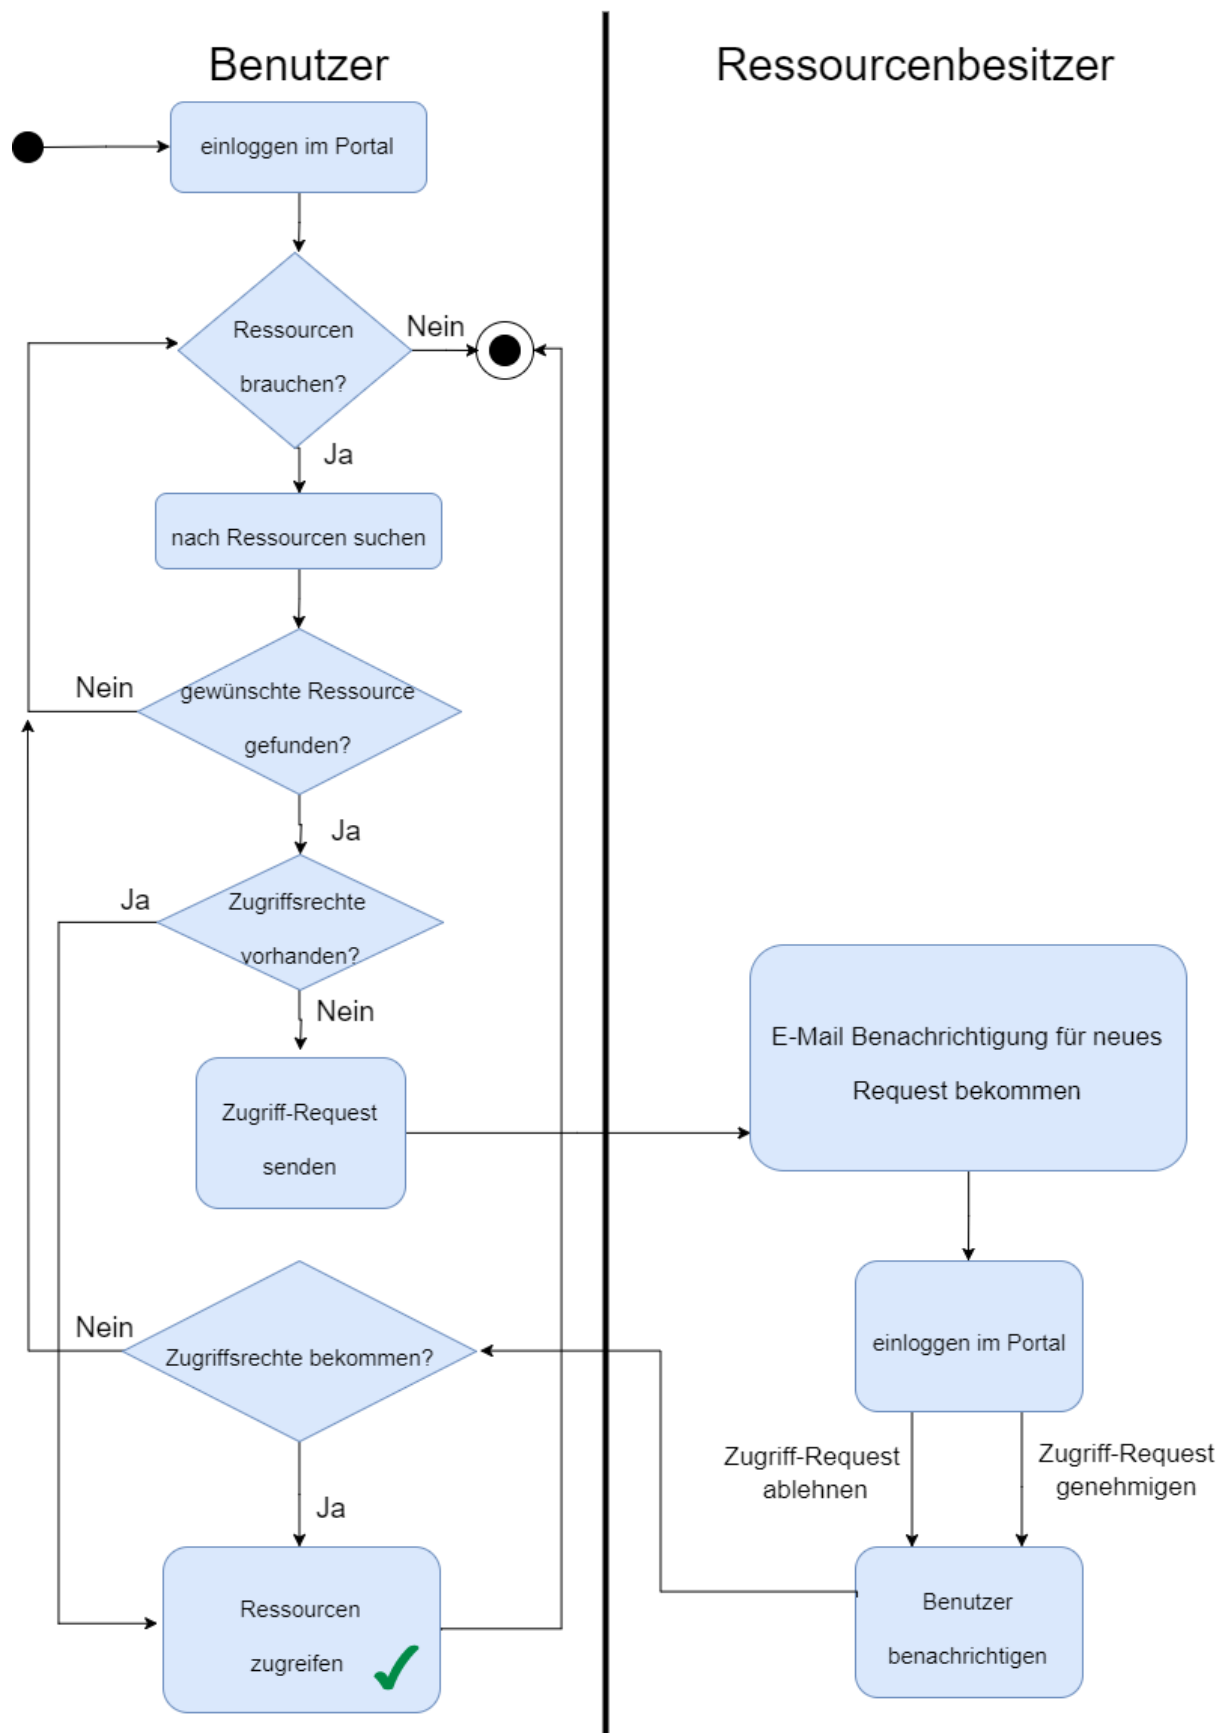 Benutzer
Ressourcenbesitzer
einloggen im Portal
Ressourcen
brauchen?
Nein
Ja
nach Ressourcen suchen
gewünschte Ressource
gefunden?
Nein
Ja
Zugriffsrechte
vorhanden?
Ja
Nein
Zugriff-Request
senden
E-Mail Benachrichtigung für neues
Request bekommen
einloggen im Portal
Zugriff-Request
ablehnen
Zugriff-Request
genehmigen
Benutzer
benachrichtigen
Zugriffsrechte bekommen?
Nein
Ja
Ressourcen
zugreifen